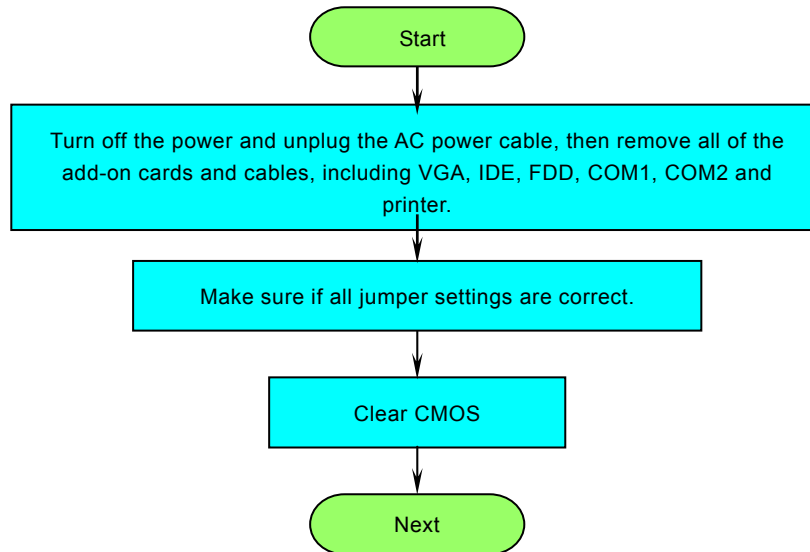 Start
Turn off the power and unplug the AC power cable, then remove all of the
add-on cards and cables, including VGA, IDE, FDD, COM1, COM2 and
printer.
Make sure if all jumper settings are correct.
Clear CMOS
Next